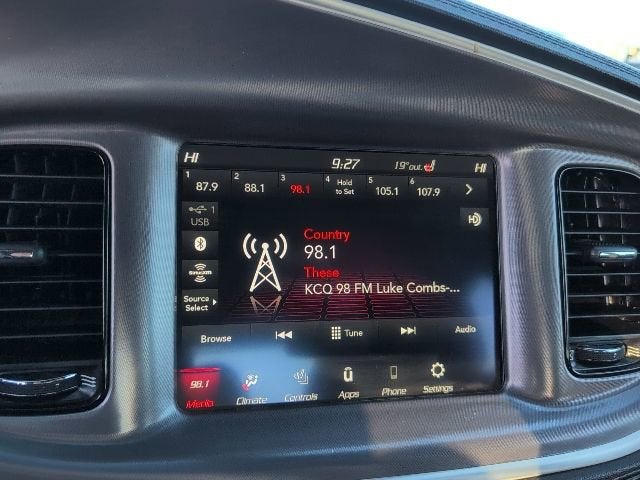 HI 9:27 19°out. HI
1 87.9 2 88.1 3 98.1 4 Hold to Set 5 105.1 6 107.9
1
USB
HD
Country
98.1
SiriusXM
These
KCQ 98 FM Luke Combs-...
Source
Select
Browse Tune Audio
98.1
Media Climate Controls Apps Phone Settings